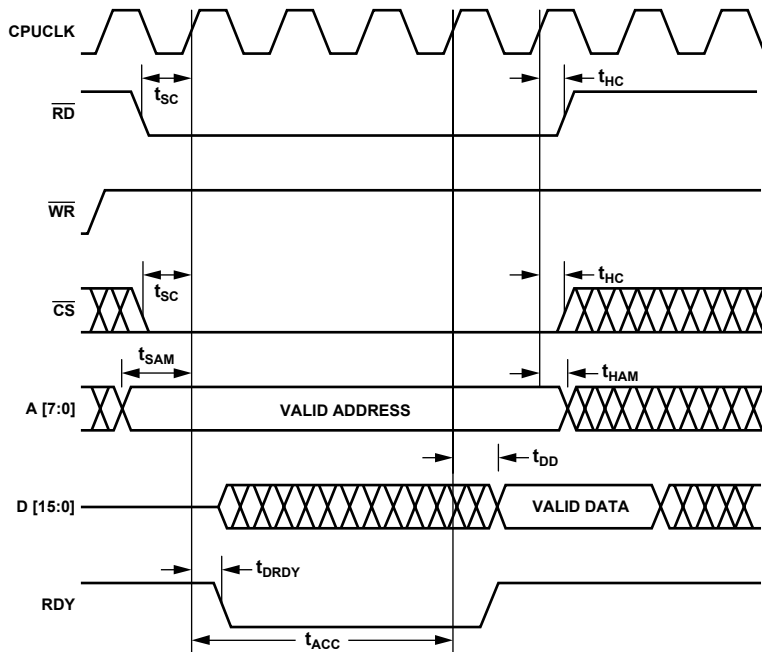 CPUCLK
tSC
tHC
RD
WR
tSC
tHC
CS
tSAM
tHAM
A [7:0]
VALID ADDRESS
tDD
D [15:0]
VALID DATA
tDRDY
RDY
tACC